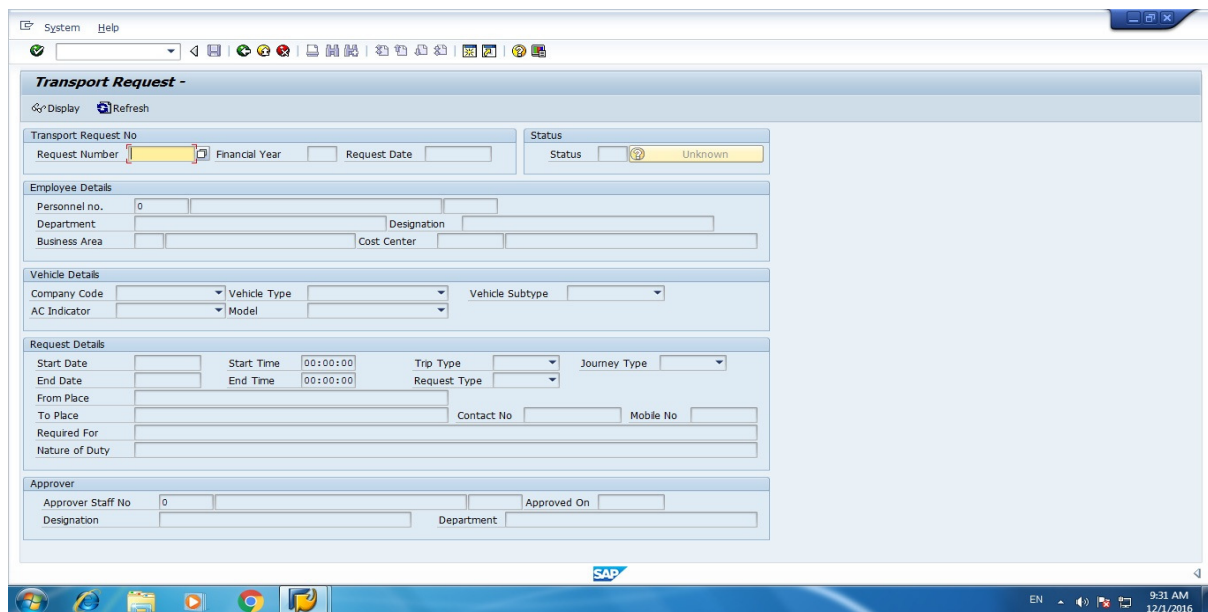 System Help
Transport Request -
Display Refresh
Transport Request No Status
Request Number Financial Year Request Date Status Unknown
Employee Details
Personnel no. 0
Department Designation
Business Area Cost Center
Vehicle Details
Company Code Vehicle Type Vehicle Subtype
AC Indicator Model
Request Details
Start Date Start Time 00:00:00 Trip Type Journey Type
End Date End Time 00:00:00 Request Type
From Place
To Place Contact No Mobile No
Required For
Nature of Duty
Approver
Approver Staff No 0 Approved On
Designation Department
SAP
EN 9:31 AM
12/1/2016